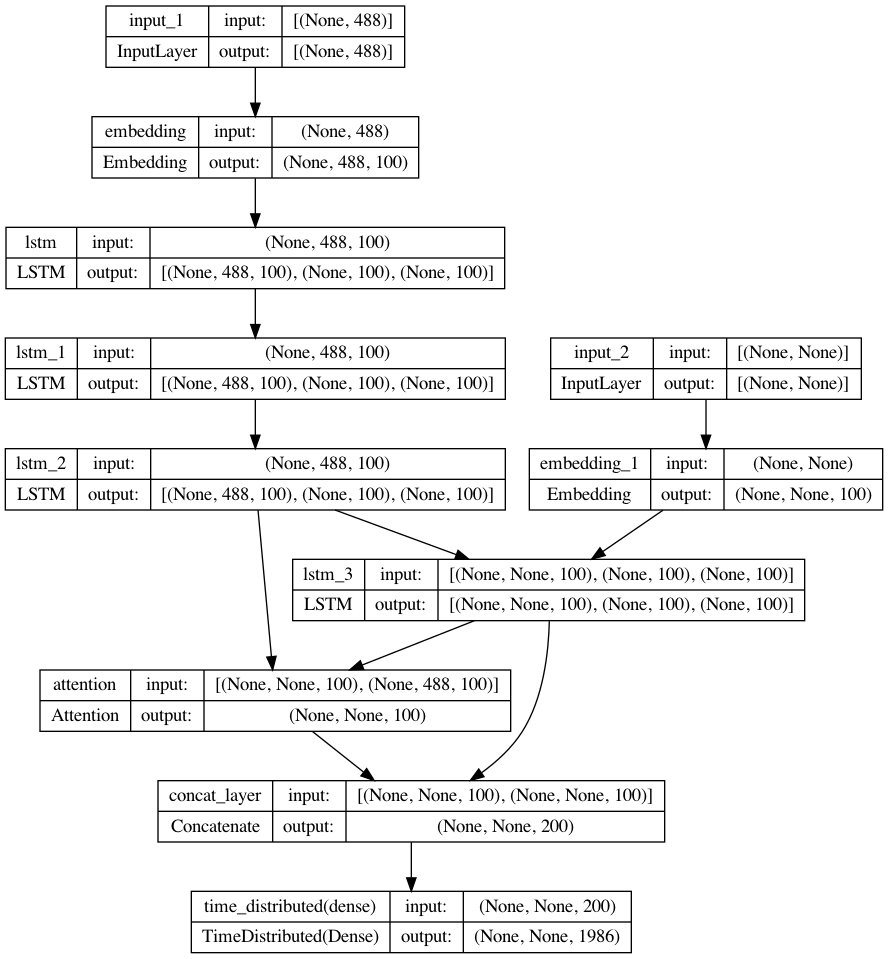 input_1 input: [(None, 488)]
InputLayer output: [(None, 488)]
embedding input: (None, 488)
Embedding output: (None, 488, 100)
lstm input: (None, 488, 100)
LSTM output: [(None, 488, 100), (None, 100), (None, 100)]
lstm_1 input: (None, 488, 100)
LSTM output: [(None, 488, 100), (None, 100), (None, 100)]
input_2 input: [(None, None)]
InputLayer output: [(None, None)]
lstm_2 input: (None, 488, 100)
LSTM output: [(None, 488, 100), (None, 100), (None, 100)]
embedding_1 input: (None, None)
Embedding output: (None, None, 100)
lstm_3 input: [(None, None, 100), (None, 100), (None, 100)]
LSTM output: [(None, None, 100), (None, 100), (None, 100)]
attention input: [(None, None, 100), (None, 488, 100)]
Attention output: (None, None, 100)
concat_layer input: [(None, None, 100), (None, None, 100)]
Concatenate output: (None, None, 200)
time_distributed(dense) input: (None, None, 200)
TimeDistributed(Dense) output: (None, None, 1986)